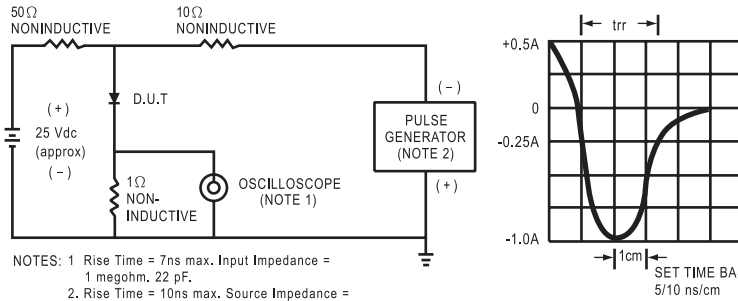 50Ω
NONINDUCTIVE
10Ω
NONINDUCTIVE
D.U.T
(+)
25 Vdc
(approx)
(-)
1Ω
NON-
INDUCTIVE
OSCILLOSCOPE
(NOTE 1)
(-)
PULSE
GENERATOR
(NOTE 2)
(+)
NOTES: 1 Rise Time = 7ns max. Input Impedance =
1 megohm. 22 pF.
2. Rise Time = 10ns max. Source Impedance =
trr
+0.5A
0
-0.25A
-1.0A
1cm
SET TIME BA
5/10 ns/cm